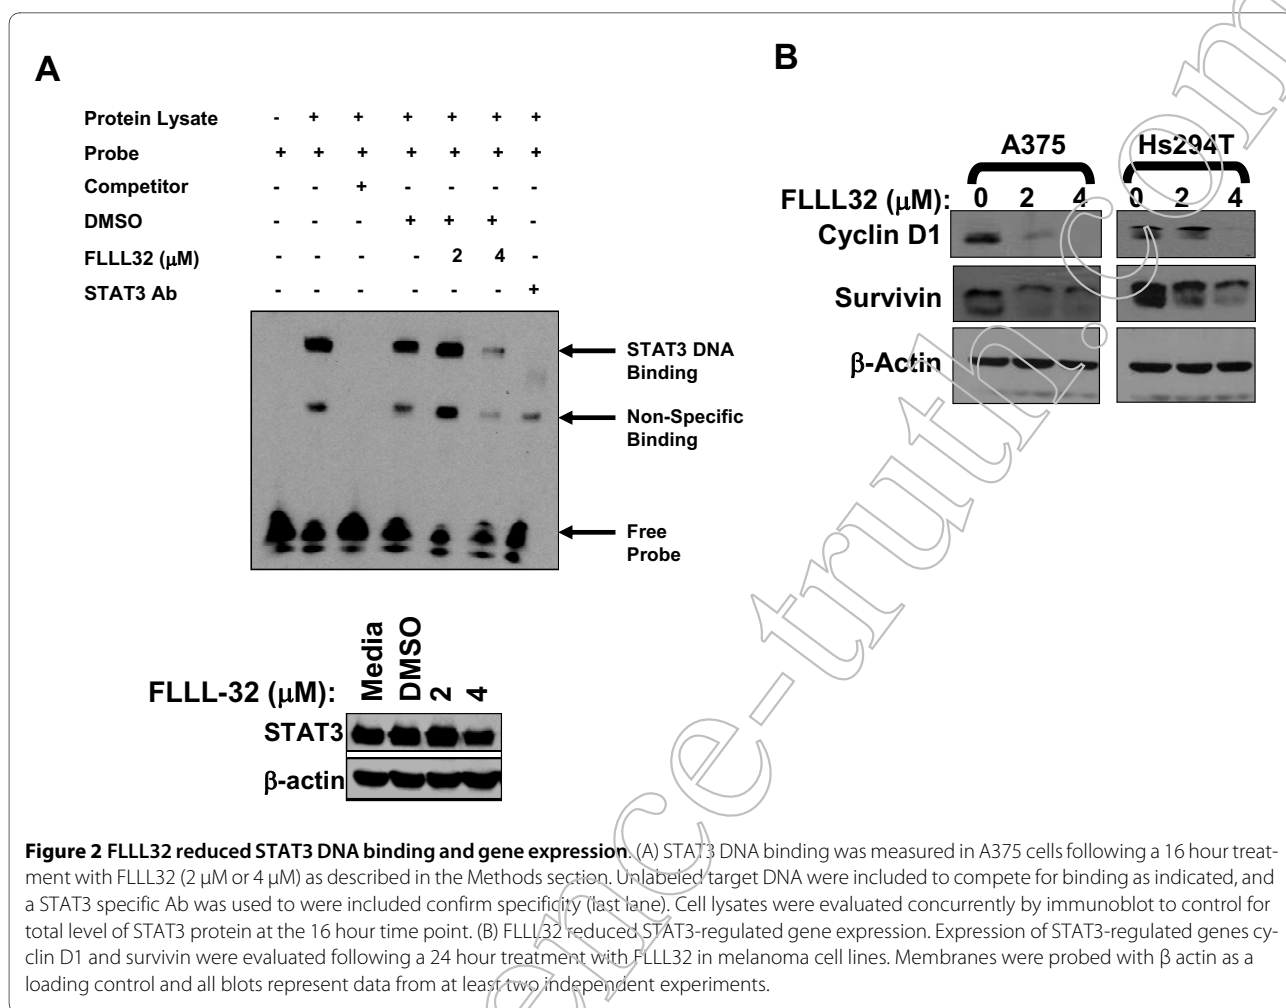 A
Protein Lysate - + + + + + +
Probe + + + + + + +
Competitor - - + - - - -
DMSO - - - + + + -
FLLL32 (µM) - - - - 2 4 -
STAT3 Ab - - - - - - +
STAT3 DNA
Binding
Non-Specific
Binding
Free
Probe
FLLL-32 (µM): Media DMSO 2 4
STAT3
β-actin
B
A375 Hs294T
FLLL32 (µM): 0 2 4 0 2 4
Cyclin D1
Survivin
β-Actin
Figure 2 FLLL32 reduced STAT3 DNA binding and gene expression. (A) STAT3 DNA binding was measured in A375 cells following a 16 hour treat-
ment with FLLL32 (2 µM or 4 µM) as described in the Methods section. Unlabeled target DNA were included to compete for binding as indicated, and
a STAT3 specific Ab was used to were included confirm specificity (last lane). Cell lysates were evaluated concurrently by immunoblot to control for
total level of STAT3 protein at the 16 hour time point. (B) FLLL32 reduced STAT3-regulated gene expression. Expression of STAT3-regulated genes cy-
clin D1 and survivin were evaluated following a 24 hour treatment with FLLL32 in melanoma cell lines. Membranes were probed with β actin as a
loading control and all blots represent data from at least two independent experiments.
ence-truth.com